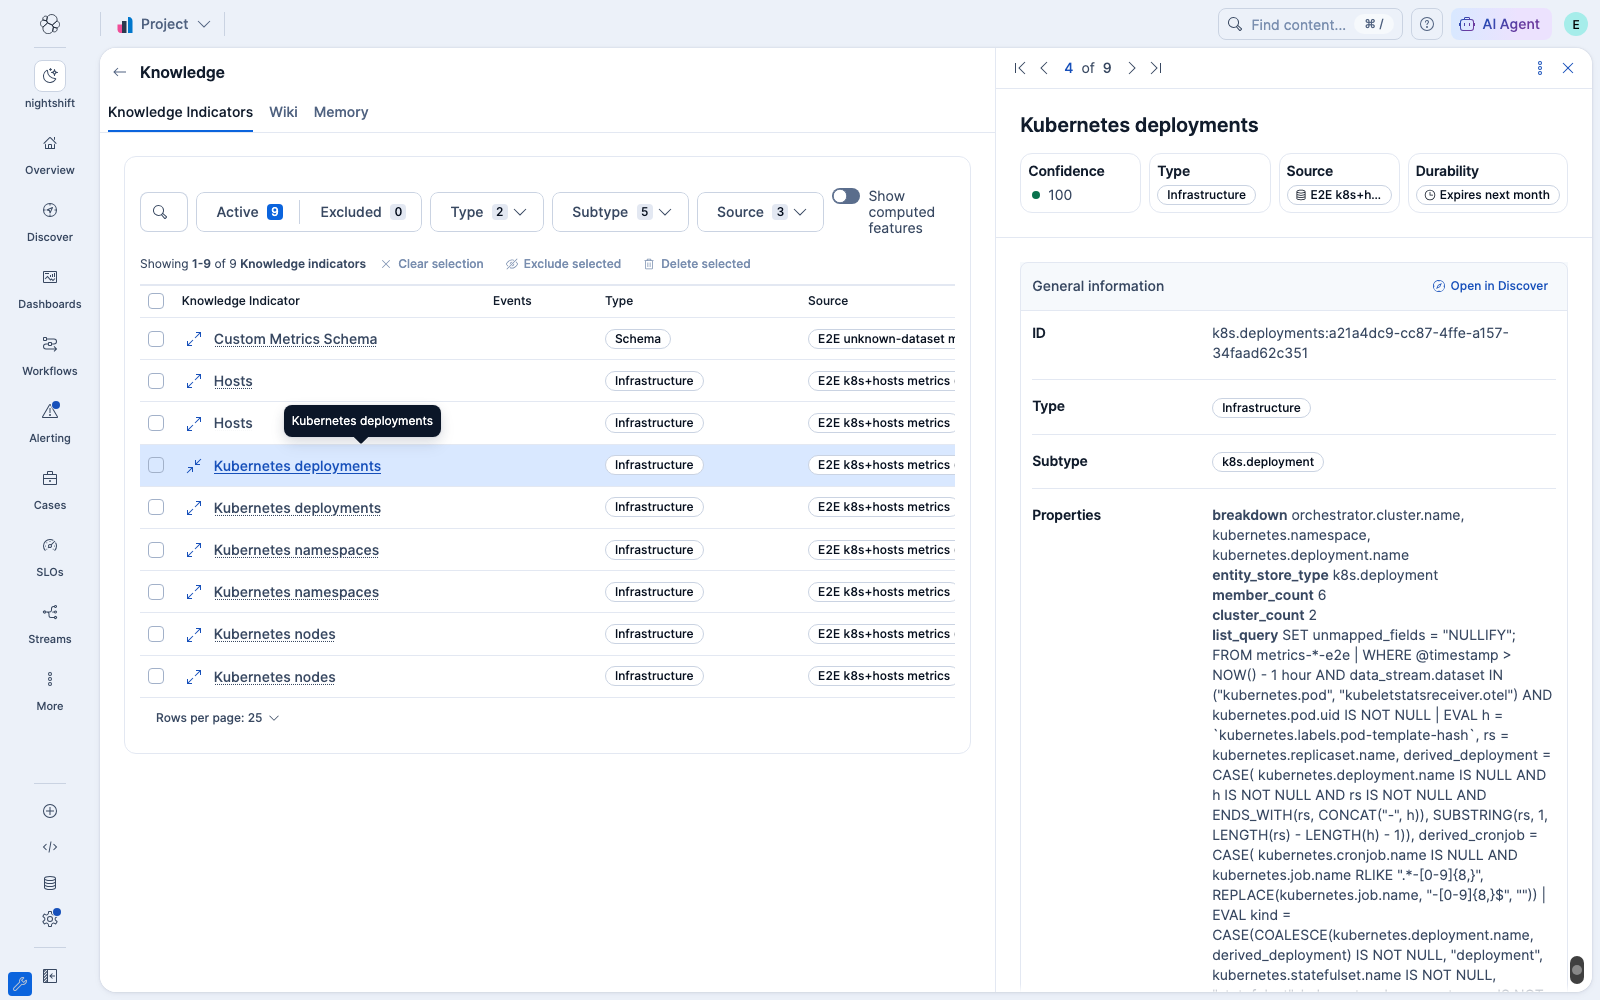 Project
Find content...
⌘ /
AI Agent
E
nightshift
Overview
Discover
Dashboards
Workflows
Alerting
Cases
SLOs
Streams
More
Knowledge
Knowledge Indicators
Wiki
Memory
Active 9
Excluded 0
Type 2
Subtype 5
Source 3
Show
computed
features
Showing 1-9 of 9 Knowledge indicators
Clear selection
Exclude selected
Delete selected
Knowledge Indicator Events Type Source
Custom Metrics Schema Schema E2E unknown-dataset m
Hosts Infrastructure E2E k8s+hosts metrics
Hosts Infrastructure E2E k8s+hosts metrics
Kubernetes deployments
Kubernetes deployments Infrastructure E2E k8s+hosts metrics
Kubernetes deployments Infrastructure E2E k8s+hosts metrics
Kubernetes namespaces Infrastructure E2E k8s+hosts metrics
Kubernetes namespaces Infrastructure E2E k8s+hosts metrics
Kubernetes nodes Infrastructure E2E k8s+hosts metrics
Kubernetes nodes Infrastructure E2E k8s+hosts metrics
Rows per page: 25
4 of 9
Kubernetes deployments
Confidence
100
Type
Infrastructure
Source
E2E k8s+h...
Durability
Expires next month
General information
Open in Discover
ID
k8s.deployments:a21a4dc9-cc87-4ffe-a157-
34faad62c351
Type
Infrastructure
Subtype
k8s.deployment
Properties
breakdown orchestrator.cluster.name,
kubernetes.namespace,
kubernetes.deployment.name
entity_store_type k8s.deployment
member_count 6
cluster_count 2
list_query SET unmapped_fields = "NULLIFY";
FROM metrics-*-e2e | WHERE @timestamp >
NOW() - 1 hour AND data_stream.dataset IN
("kubernetes.pod", "kubeletstatsreceiver.otel") AND
kubernetes.pod.uid IS NOT NULL | EVAL h =
`kubernetes.labels.pod-template-hash`, rs =
kubernetes.replicaset.name, derived_deployment =
CASE( kubernetes.deployment.name IS NULL AND
h IS NOT NULL AND rs IS NOT NULL AND
ENDS_WITH(rs, CONCAT("-", h)), SUBSTRING(rs, 1,
LENGTH(rs) - LENGTH(h) - 1)), derived_cronjob =
CASE( kubernetes.cronjob.name IS NULL AND
kubernetes.job.name RLIKE ".*-[0-9]{8,}",
REPLACE(kubernetes.job.name, "-[0-9]{8,}$", "")) |
EVAL kind =
CASE(COALESCE(kubernetes.deployment.name,
derived_deployment) IS NOT NULL, "deployment",
kubernetes.statefulset.name IS NOT NULL,